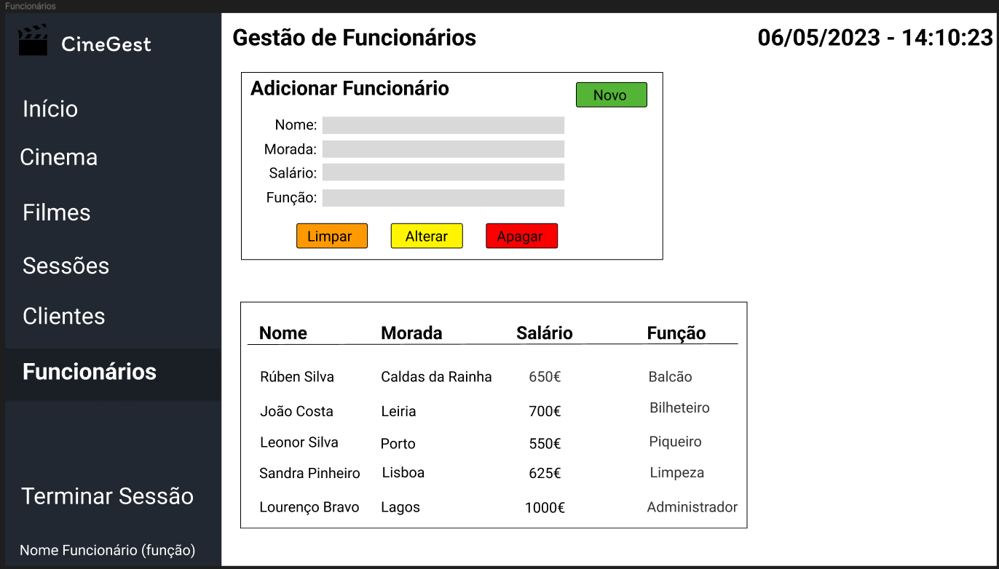 Funcionários
CineGest
Início
Cinema
Filmes
Sessões
Clientes
Funcionários
Terminar Sessão
Nome Funcionário (função)
Gestão de Funcionários
06/05/2023 - 14:10:23
Adicionar Funcionário
Novo
Nome:
Morada:
Salário:
Função:
Limpar Alterar Apagar
Nome Morada Salário Função
Rúben Silva Caldas da Rainha 650€ Balcão
João Costa Leiria 700€ Bilheteiro
Leonor Silva Porto 550€ Piqueiro
Sandra Pinheiro Lisboa 625€ Limpeza
Lourenço Bravo Lagos 1000€ Administrador